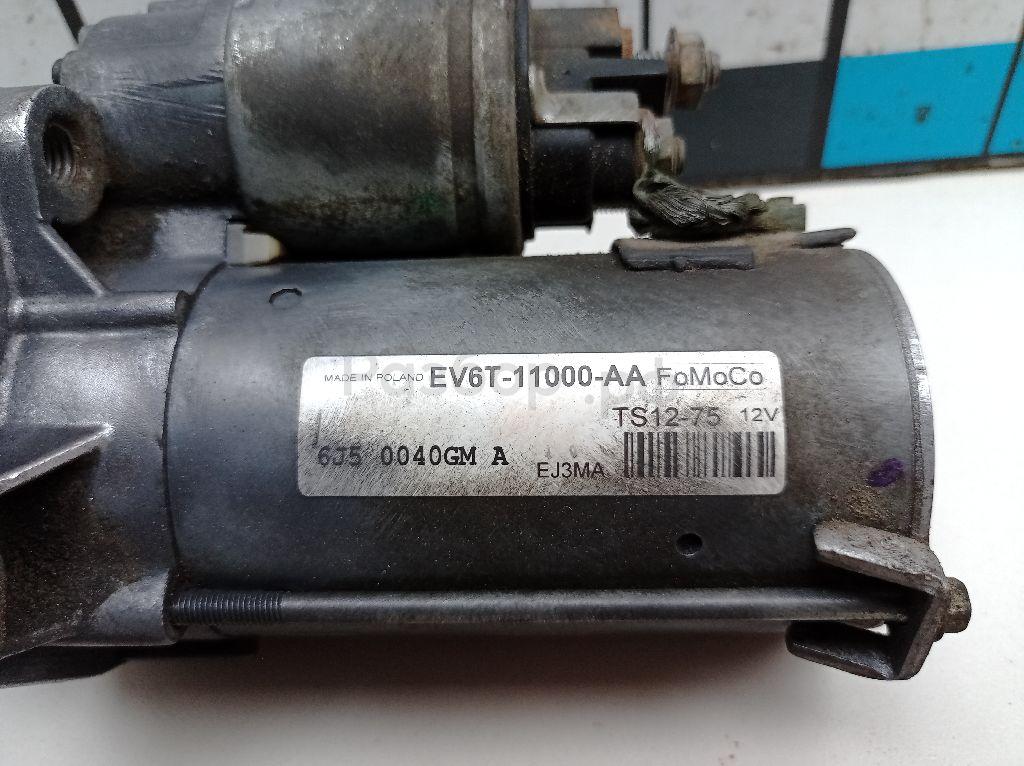 MADE IN POLAND EV6T-11000-AA FoMoCo
TS12-75 12V
6J5 0040GM A
EJ3MA